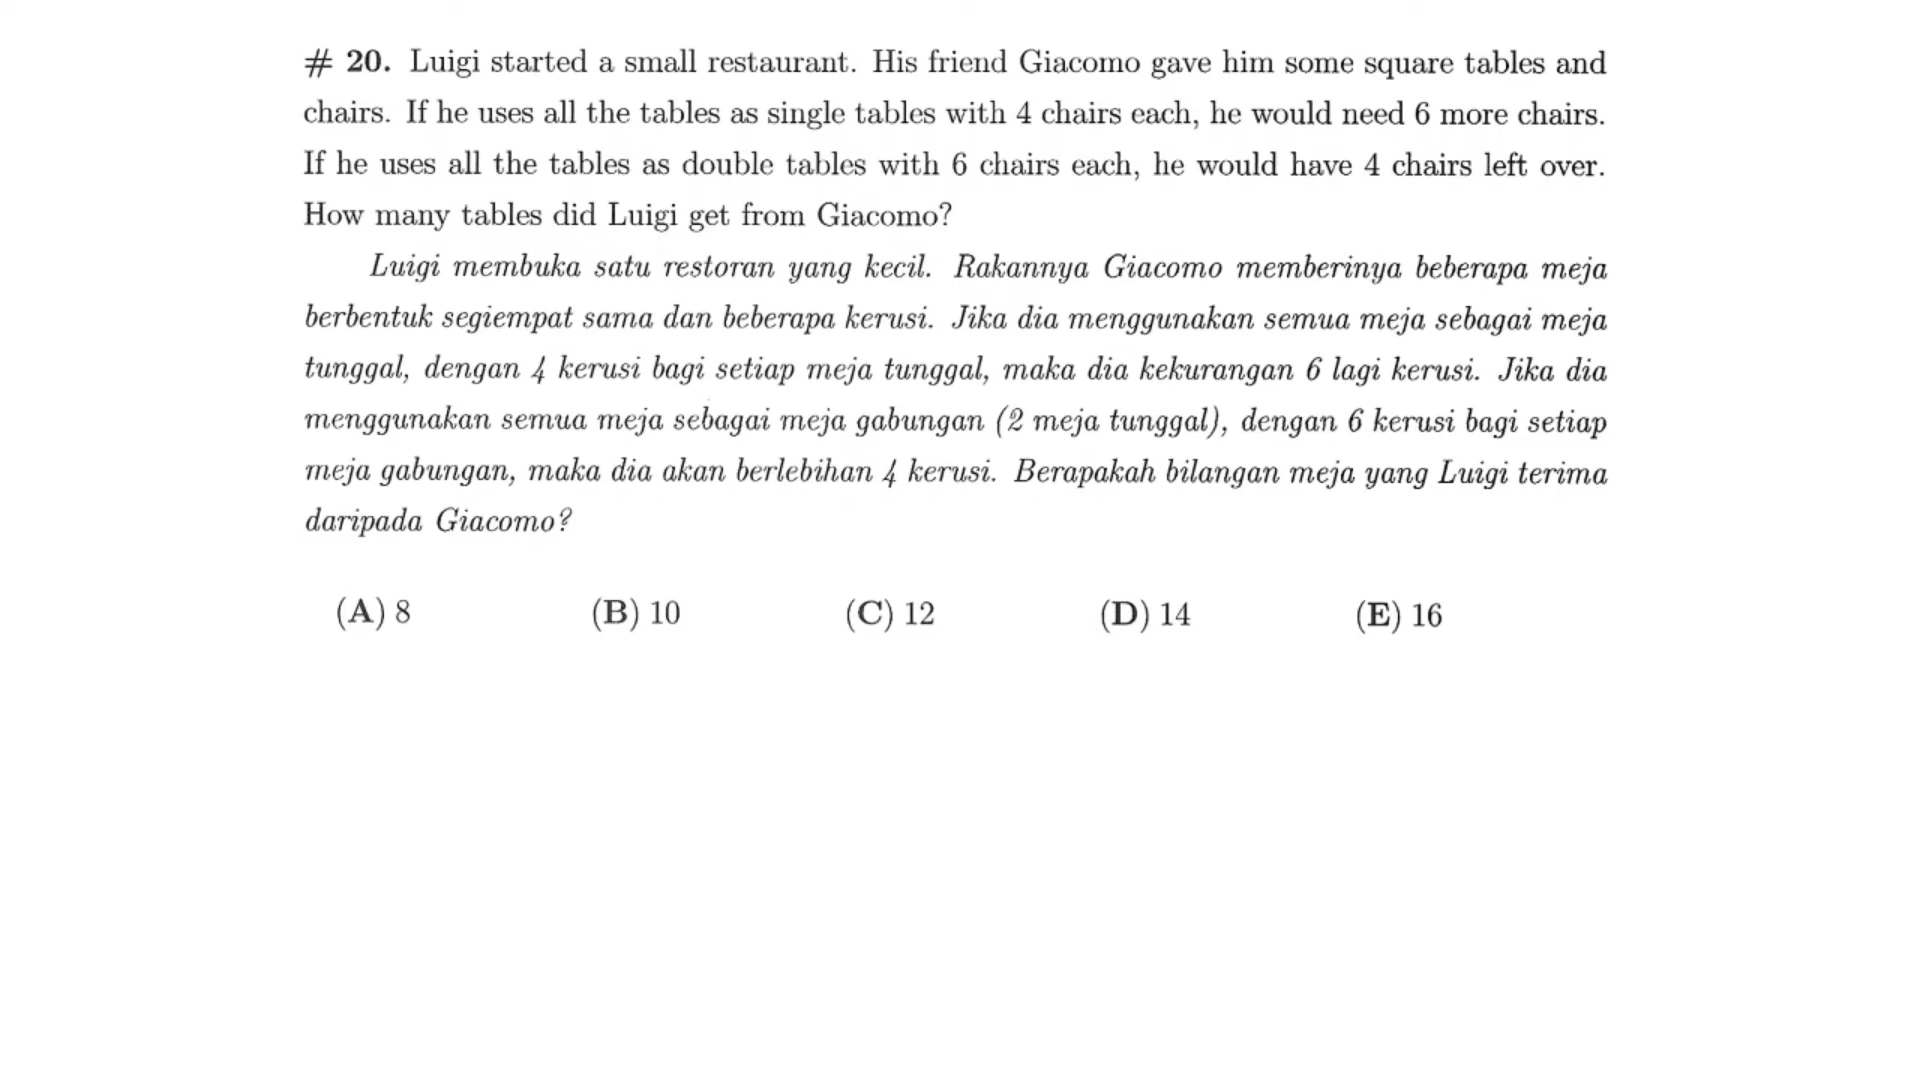 # 20. Luigi started a small restaurant. His friend Giacomo gave him some square tables and
chairs. If he uses all the tables as single tables with 4 chairs each, he would need 6 more chairs.
If he uses all the tables as double tables with 6 chairs each, he would have 4 chairs left over.
How many tables did Luigi get from Giacomo?
Luigi membuka satu restoran yang kecil. Rakannya Giacomo memberinya beberapa meja
berbentuk segiempat sama dan beberapa kerusi. Jika dia menggunakan semua meja sebagai meja
tunggal, dengan 4 kerusi bagi setiap meja tunggal, maka dia kekurangan 6 lagi kerusi. Jika dia
menggunakan semua meja sebagai meja gabungan (2 meja tunggal), dengan 6 kerusi bagi setiap
meja gabungan, maka dia akan berlebihan 4 kerusi. Berapakah bilangan meja yang Luigi terima
daripada Giacomo?
(A) 8 (B) 10 (C) 12 (D) 14 (E) 16